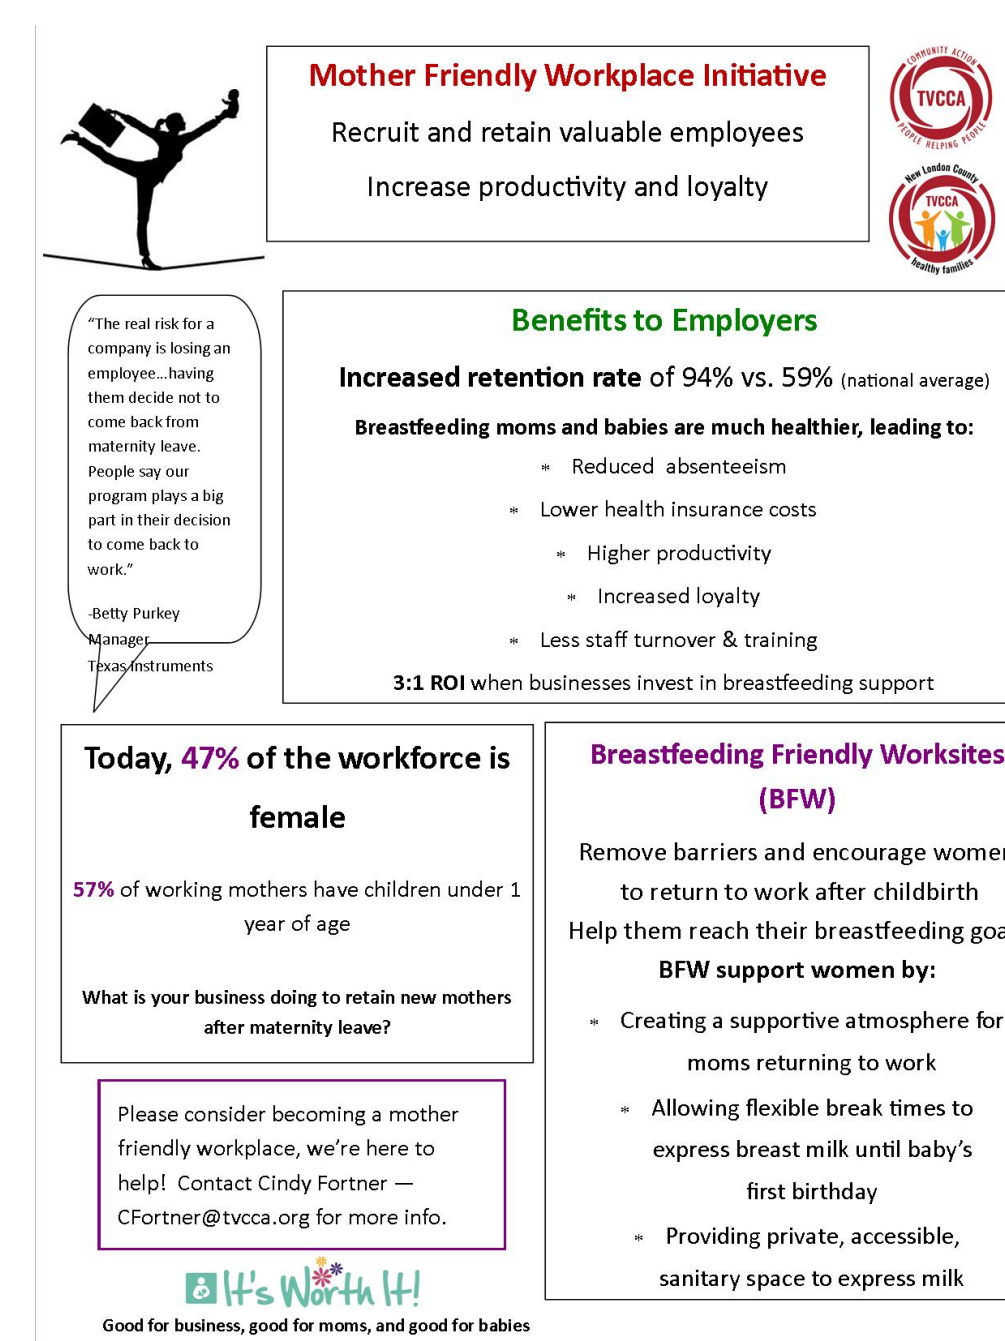 Mother Friendly Workplace Initiative
Recruit and retain valuable employees
Increase productivity and loyalty
COMMUNITY ACTION
TVCCA
PEOPLE HELPING PEOPLE
New London County
TVCCA
healthy families
“The real risk for a
company is losing an
employee...having
them decide not to
come back from
maternity leave.
People say our
program plays a big
part in their decision
to come back to
work.”
-Betty Purkey
Manager
Texas Instruments
Benefits to Employers
Increased retention rate of 94% vs. 59% (national average)
Breastfeeding moms and babies are much healthier, leading to:
* Reduced  absenteeism
* Lower health insurance costs
* Higher productivity
* Increased loyalty
* Less staff turnover & training
3:1 ROI when businesses invest in breastfeeding support
Today, 47% of the workforce is
female
57% of working mothers have children under 1
year of age
What is your business doing to retain new mothers
after maternity leave?
Please consider becoming a mother
friendly workplace, we’re here to
help!  Contact Cindy Fortner —
CFortner@tvcca.org for more info.
It's Worth It!
Good for business, good for moms, and good for babies
Breastfeeding Friendly Worksites
(BFW)
Remove barriers and encourage
to return to work after childbirth
Help them reach their breastfeeding
BFW support women by:
* Creating a supportive atmosphere for
moms returning to work
* Allowing flexible break times to
express breast milk until baby’s
first birthday
* Providing private, accessible,
sanitary space to express milk